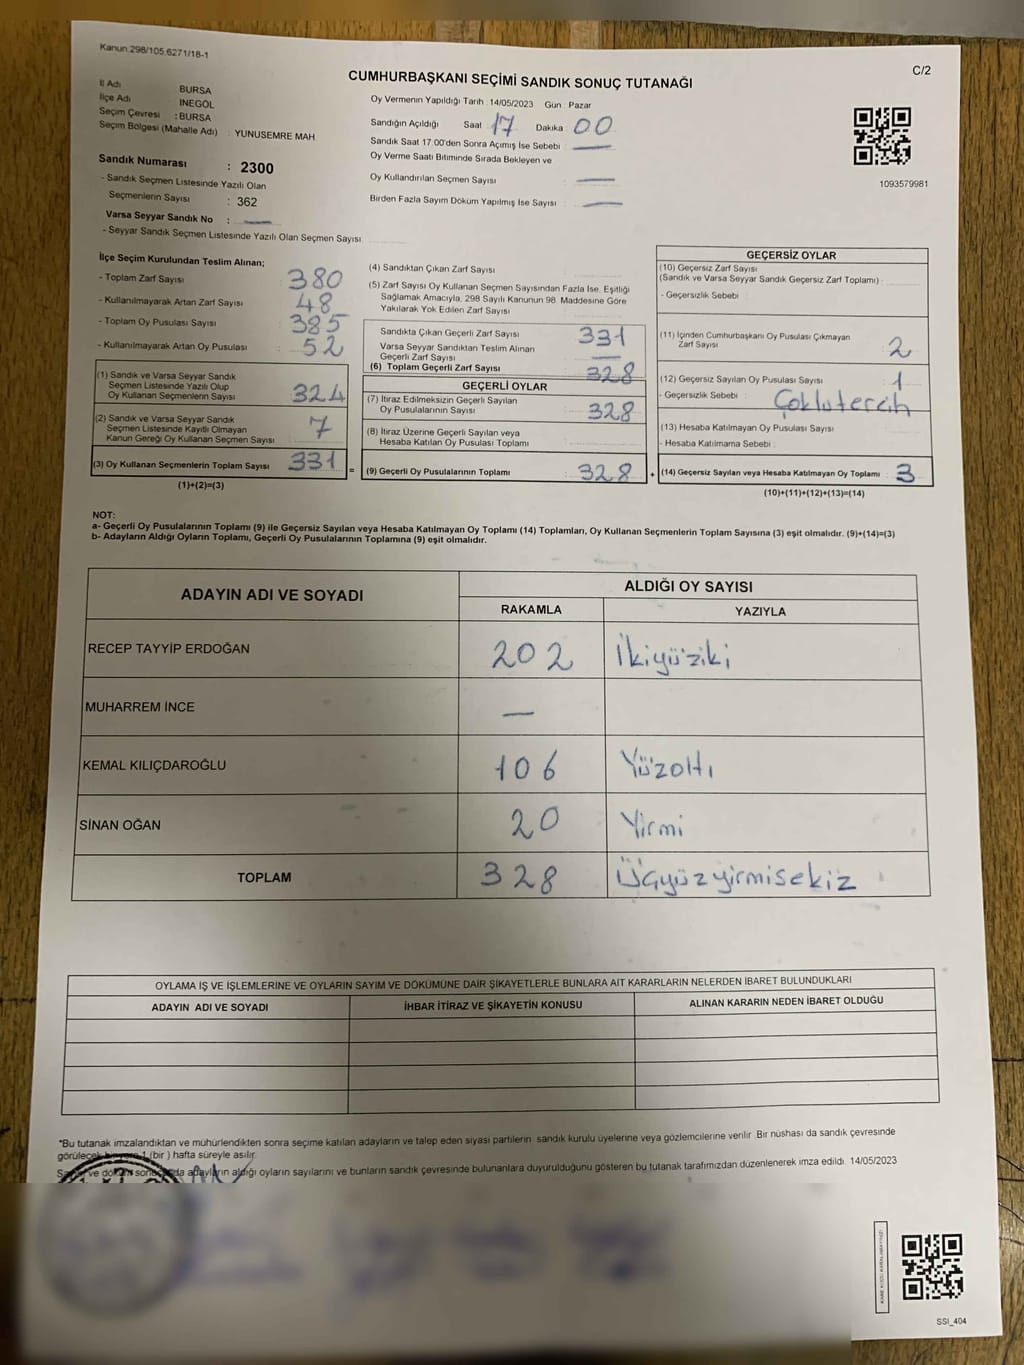 Kanun:298/105.6271/18-1
C/2
CUMHURBAŞKANI SEÇİMİ SANDIK SONUÇ TUTANAĞI
İl Adı BURSA
İlçe Adı İNEGÖL
Seçim Çevresi : BURSA
Seçim Bölgesi (Mahalle Adı) : YUNUSEMRE MAH
Sandık Numarası : 2300
- Sandık Seçmen Listesinde Yazılı Olan
Seçmenlerin Sayısı : 362
Varsa Seyyar Sandık No : —
- Seyyar Sandık Seçmen Listesinde Yazılı Olan Seçmen Sayısı
Oy Vermenin Yapıldığı Tarih : 14/05/2023 Gün : Pazar
Sandığın Açıldığı Saat 17 Dakika 00
Sandık Saat 17.00'den Sonra Açımış İse Sebebi : —
Oy Verme Saati Bitiminde Sırada Bekleyen ve
Oy Kullandırılan Seçmen Sayısı : —
Birden Fazla Sayım Döküm Yapılmış İse Sayısı : —
1093579981
İlçe Seçim Kurulundan Teslim Alınan;
- Toplam Zarf Sayısı : 380
- Kullanılmayarak Artan Zarf Sayısı : 48
- Toplam Oy Pusulası Sayısı : 385
- Kullanılmayarak Artan Oy Pusulası : 52
(1) Sandık ve Varsa Seyyar Sandık
Seçmen Listesinde Yazılı Olup
Oy Kullanan Seçmenlerin Sayısı : 324
(2) Sandık ve Varsa Seyyar Sandık
Seçmen Listesinde Kayıtlı Olmayan
Kanun Gereği Oy Kullanan Seçmen Sayısı : 7
(3) Oy Kullanan Seçmenlerin Toplam Sayısı : 331
(1)+(2)=(3)
(4) Sandıktan Çıkan Zarf Sayısı
(5) Zarf Sayısı Oy Kullanan Seçmen Sayısından Fazla İse, Eşitliği
Sağlamak Amacıyla, 298 Sayılı Kanunun 98. Maddesine Göre
Yakılarak Yok Edilen Zarf Sayısı
Sandıkta Çıkan Geçerli Zarf Sayısı : 331
Varsa Seyyar Sandıktan Teslim Alınan
Geçerli Zarf Sayısı : —
(6) Toplam Geçerli Zarf Sayısı : 328
GEÇERLİ OYLAR
(7) İtiraz Edilmeksizin Geçerli Sayılan
Oy Pusulalarının Sayısı : 328
(8) İtiraz Üzerine Geçerli Sayılan veya
Hesaba Katılan Oy Pusulası Toplamı
= (9) Geçerli Oy Pusulalarının Toplamı : 328 +
GEÇERSİZ OYLAR
(10) Geçersiz Zarf Sayısı
(Sandık ve Varsa Seyyar Sandık Geçersiz Zarf Toplamı) :
- Geçersizlik Sebebi :
(11) İçinden Cumhurbaşkanı Oy Pusulası Çıkmayan
Zarf Sayısı : 2
(12) Geçersiz Sayılan Oy Pusulası Sayısı : 1
- Geçersizlik Sebebi : Çoklutercih
(13) Hesaba Katılmayan Oy Pusulası Sayısı
- Hesaba Katılmama Sebebi :
(14) Geçersiz Sayılan veya Hesaba Katılmayan Oy Toplamı : 3
(10)+(11)+(12)+(13)=(14)
NOT:
a- Geçerli Oy Pusulalarının Toplamı (9) ile Geçersiz Sayılan veya Hesaba Katılmayan Oy Toplamı (14) Toplamları, Oy Kullanan Seçmenlerin Toplam Sayısına (3) eşit olmalıdır. (9)+(14)=(3)
b- Adayların Aldığı Oyların Toplamı, Geçerli Oy Pusulalarının Toplamına (9) eşit olmalıdır.
ADAYIN ADI VE SOYADI ALDIĞI OY SAYISI
RAKAMLA YAZIYLA
RECEP TAYYİP ERDOĞAN 202 İkiyüziki
MUHARREM İNCE —
KEMAL KILIÇDAROĞLU 106 Yüzaltı
SİNAN OĞAN 20 Yirmi
TOPLAM 328 Üçyüzyirmisekiz
OYLAMA İŞ VE İŞLEMLERİNE VE OYLARIN SAYIM VE DÖKÜMÜNE DAİR ŞİKAYETLERLE BUNLARA AİT KARARLARIN NELERDEN İBARET BULUNDUKLARI
ADAYIN ADI VE SOYADI İHBAR İTİRAZ VE ŞİKAYETİN KONUSU ALINAN KARARIN NEDEN İBARET OLDUĞU
*Bu tutanak imzalandıktan ve mühürlendikten sonra seçime katılan adayların ve talep eden siyasi partilerin sandık kurulu üyelerine veya gözlemcilerine verilir. Bir nüshası da sandık çevresinde
görülecek bir yere 1 (bir) hafta süreyle asılır.
ve döküm adayların aldığı oyların sayılarını ve bunların sandık çevresinde bulunanlara duyurulduğunu gösteren bu tutanak tarafımızdan düzenlenerek imza edildi. 14/05/2023
SSİ_404